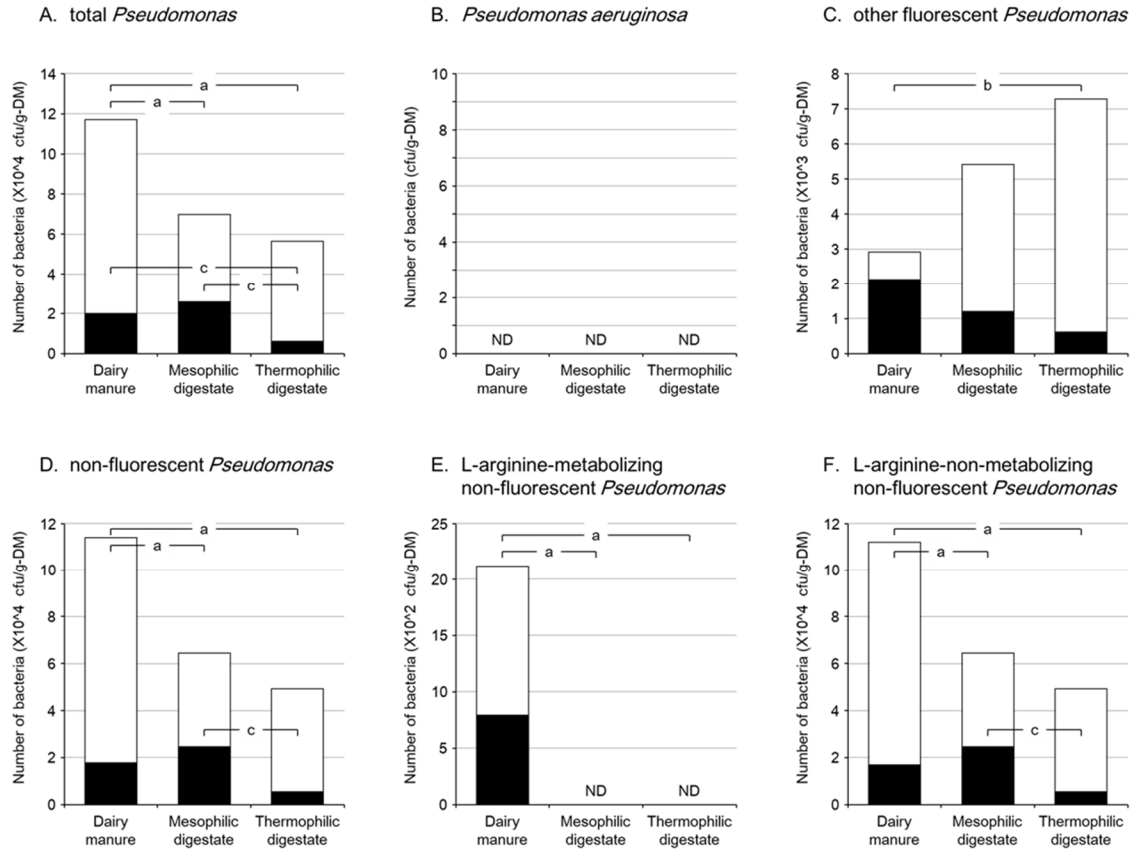 A. total Pseudomonas
Number of bacteria (X10^4 cfu/g-DM)
14
12
10
8
6
4
2
0
a
a
c
c
Dairy manure
Mesophilic digestate
Thermophilic digestate
B. Pseudomonas aeruginosa
Number of bacteria (cfu/g-DM)
10
8
6
4
2
0
ND
ND
ND
Dairy manure
Mesophilic digestate
Thermophilic digestate
C. other fluorescent Pseudomonas
Number of bacteria (X10^3 cfu/g-DM)
8
7
6
5
4
3
2
1
0
b
Dairy manure
Mesophilic digestate
Thermophilic digestate
D. non-fluorescent Pseudomonas
Number of bacteria (X10^4 cfu/g-DM)
12
10
8
6
4
2
0
a
a
c
Dairy manure
Mesophilic digestate
Thermophilic digestate
E. L-arginine-metabolizing
non-fluorescent Pseudomonas
Number of bacteria (X10^2 cfu/g-DM)
25
20
15
10
5
0
a
a
ND
ND
Dairy manure
Mesophilic digestate
Thermophilic digestate
F. L-arginine-non-metabolizing
non-fluorescent Pseudomonas
Number of bacteria (X10^4 cfu/g-DM)
12
10
8
6
4
2
0
a
a
c
Dairy manure
Mesophilic digestate
Thermophilic digestate